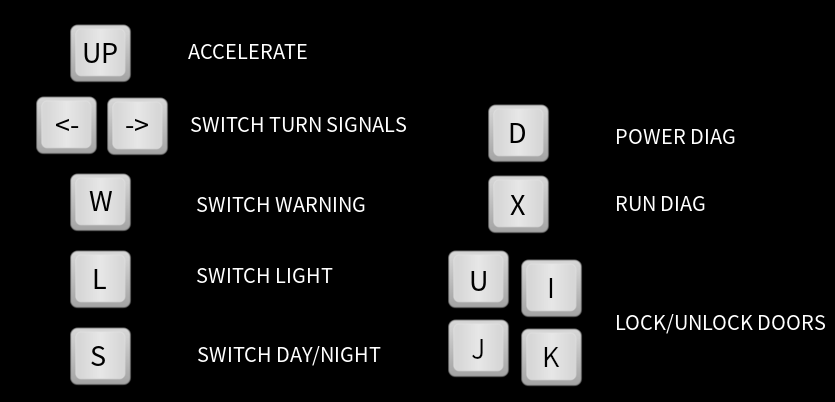 UP ACCELERATE
<- -> SWITCH TURN SIGNALS
W SWITCH WARNING
L SWITCH LIGHT
S SWITCH DAY/NIGHT
D POWER DIAG
X RUN DIAG
U I
J K
LOCK/UNLOCK DOORS